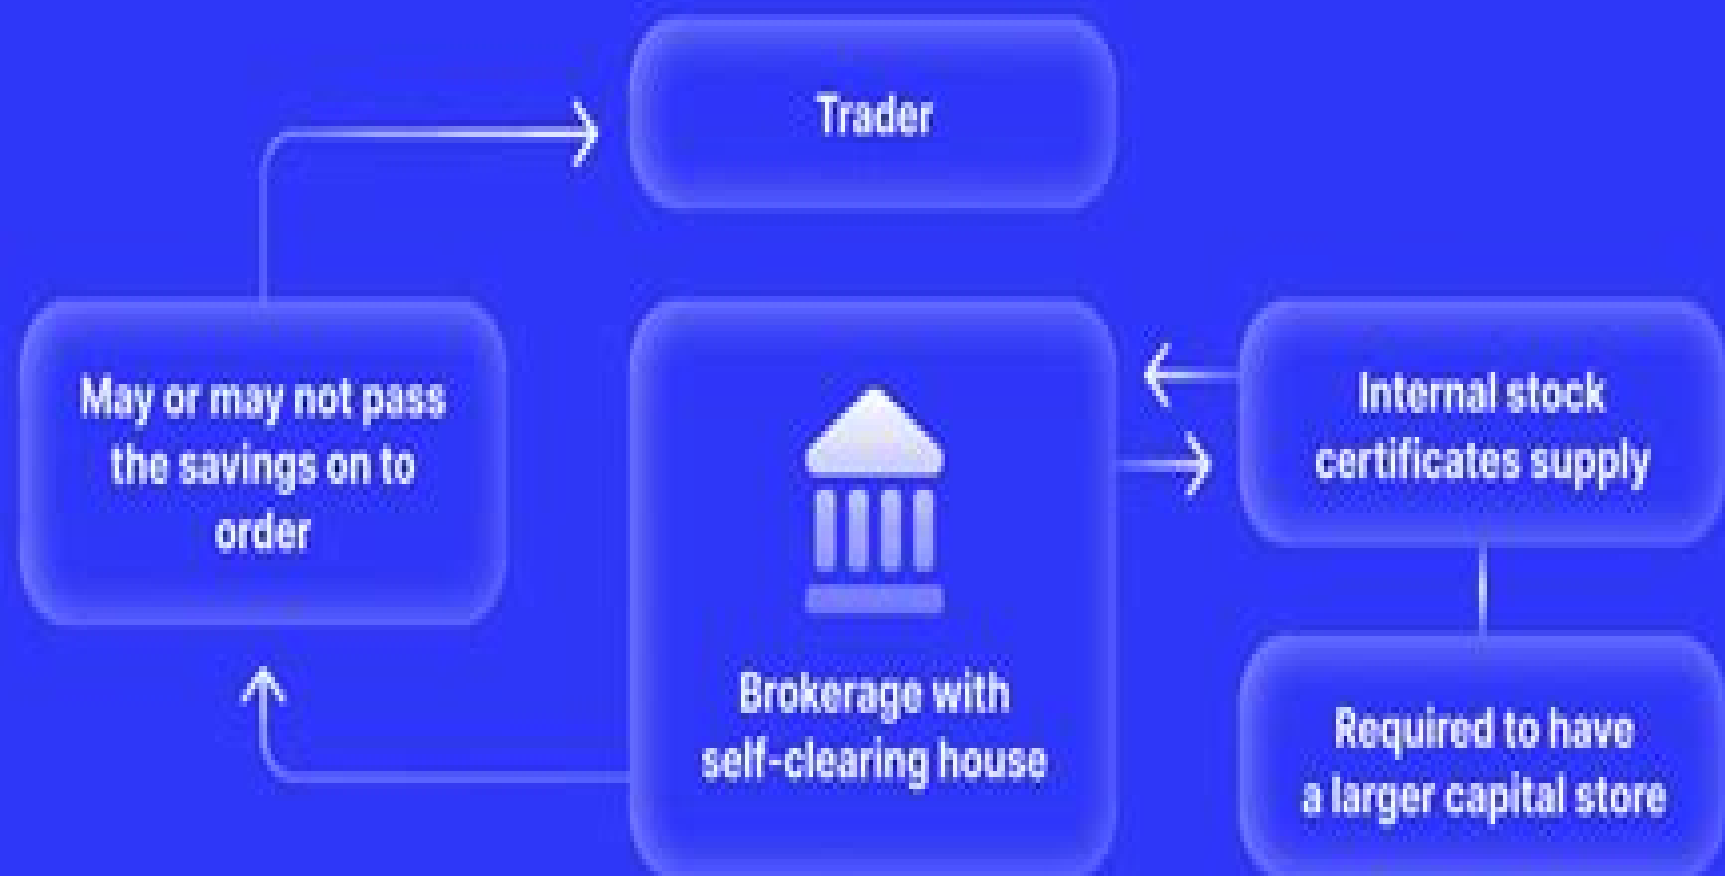 Trader
May or may not pass
the savings on to
order
Brokerage with
self-clearing house
Internal stock
certificates supply
Required to have
a larger capital store